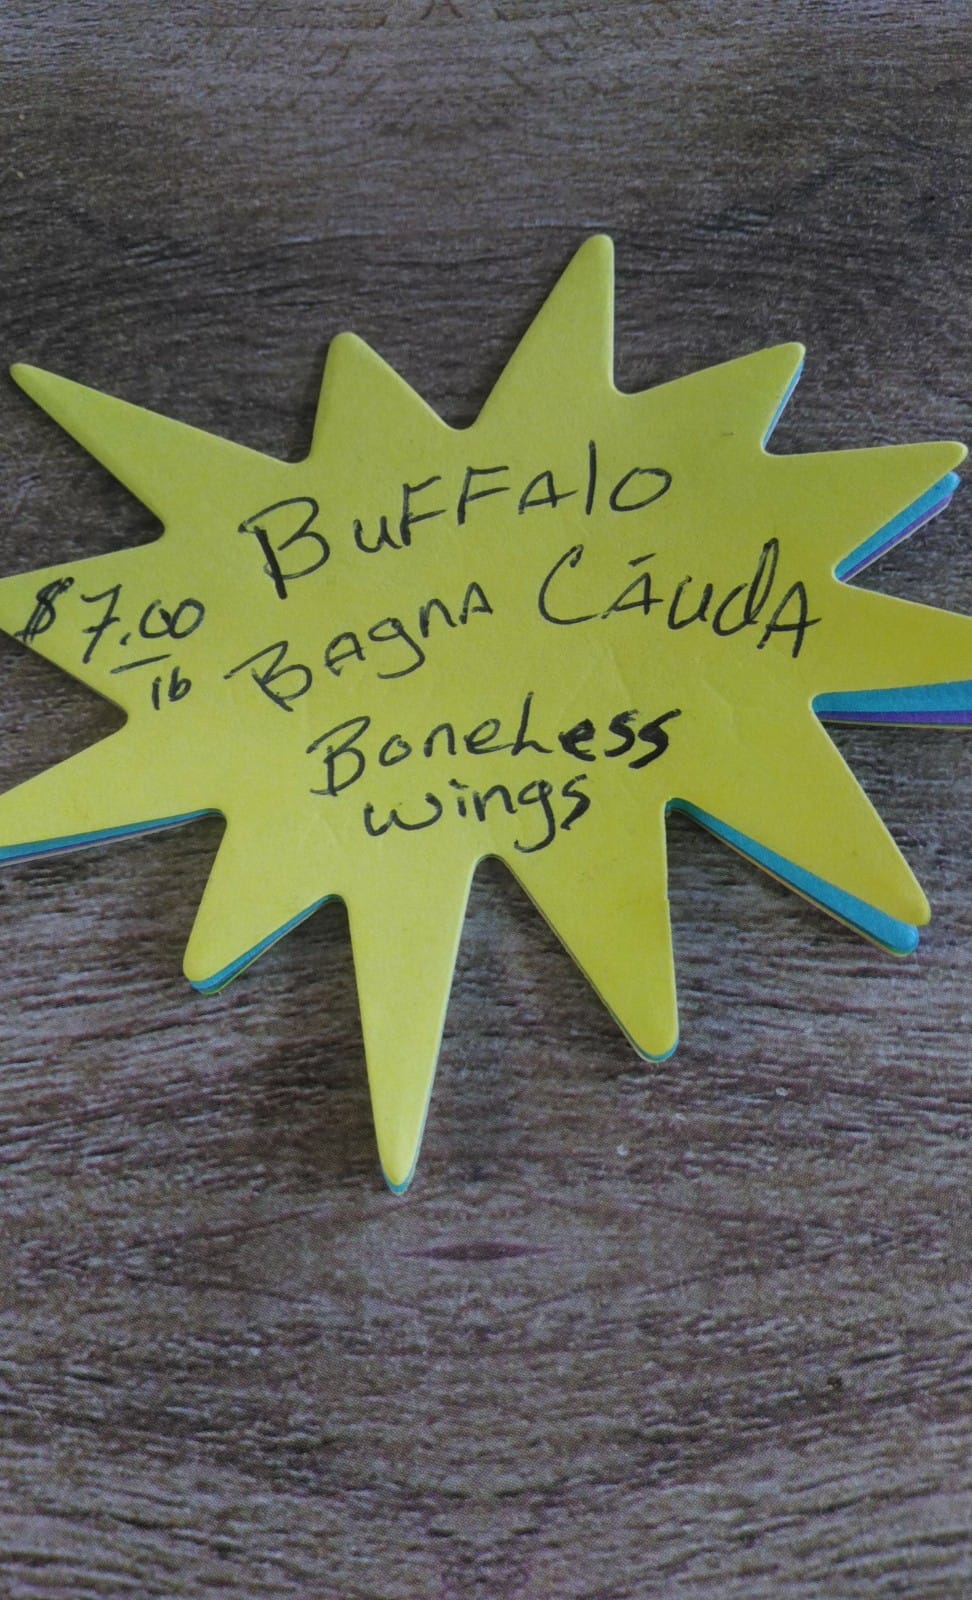 Buffalo
$7.00
lb
Bagna Cáuda
Boneless
wings